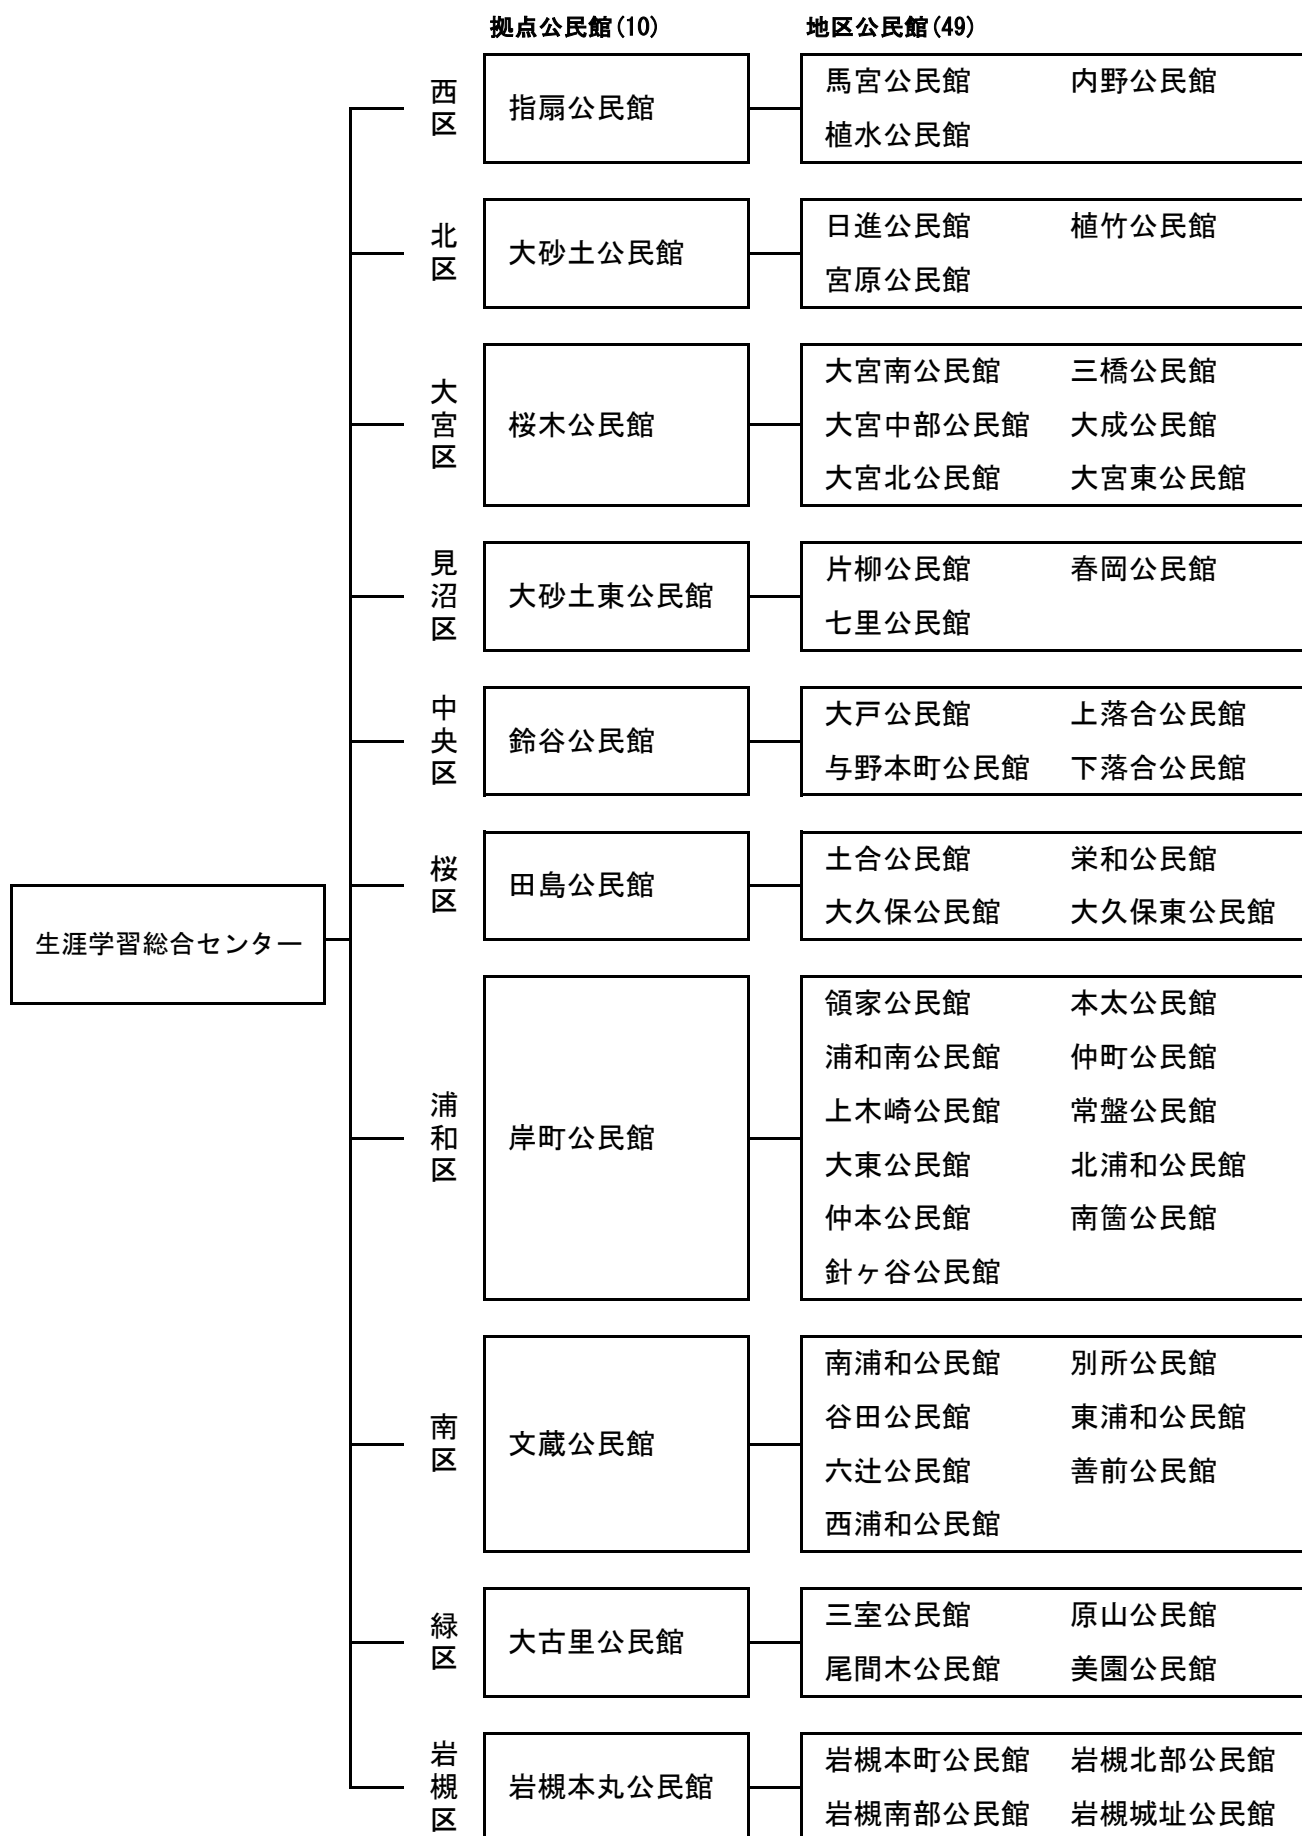 拠点公民館(10) 地区公民館(49)
西区 指扇公民館 馬宮公民館 内野公民館
植水公民館
北区 大砂土公民館 日進公民館 植竹公民館
宮原公民館
大宮区 桜木公民館 大宮南公民館 三橋公民館
大宮中部公民館 大成公民館
大宮北公民館 大宮東公民館
見沼区 大砂土東公民館 片柳公民館 春岡公民館
七里公民館
中央区 鈴谷公民館 大戸公民館 上落合公民館
与野本町公民館 下落合公民館
桜区 田島公民館 土合公民館 栄和公民館
大久保公民館 大久保東公民館
生涯学習総合センター
浦和区 岸町公民館 領家公民館 本太公民館
浦和南公民館 仲町公民館
上木崎公民館 常盤公民館
大東公民館 北浦和公民館
仲本公民館 南箇公民館
針ヶ谷公民館
南区 文蔵公民館 南浦和公民館 別所公民館
谷田公民館 東浦和公民館
六辻公民館 善前公民館
西浦和公民館
緑区 大古里公民館 三室公民館 原山公民館
尾間木公民館 美園公民館
岩槻区 岩槻本丸公民館 岩槻本町公民館 岩槻北部公民館
岩槻南部公民館 岩槻城址公民館